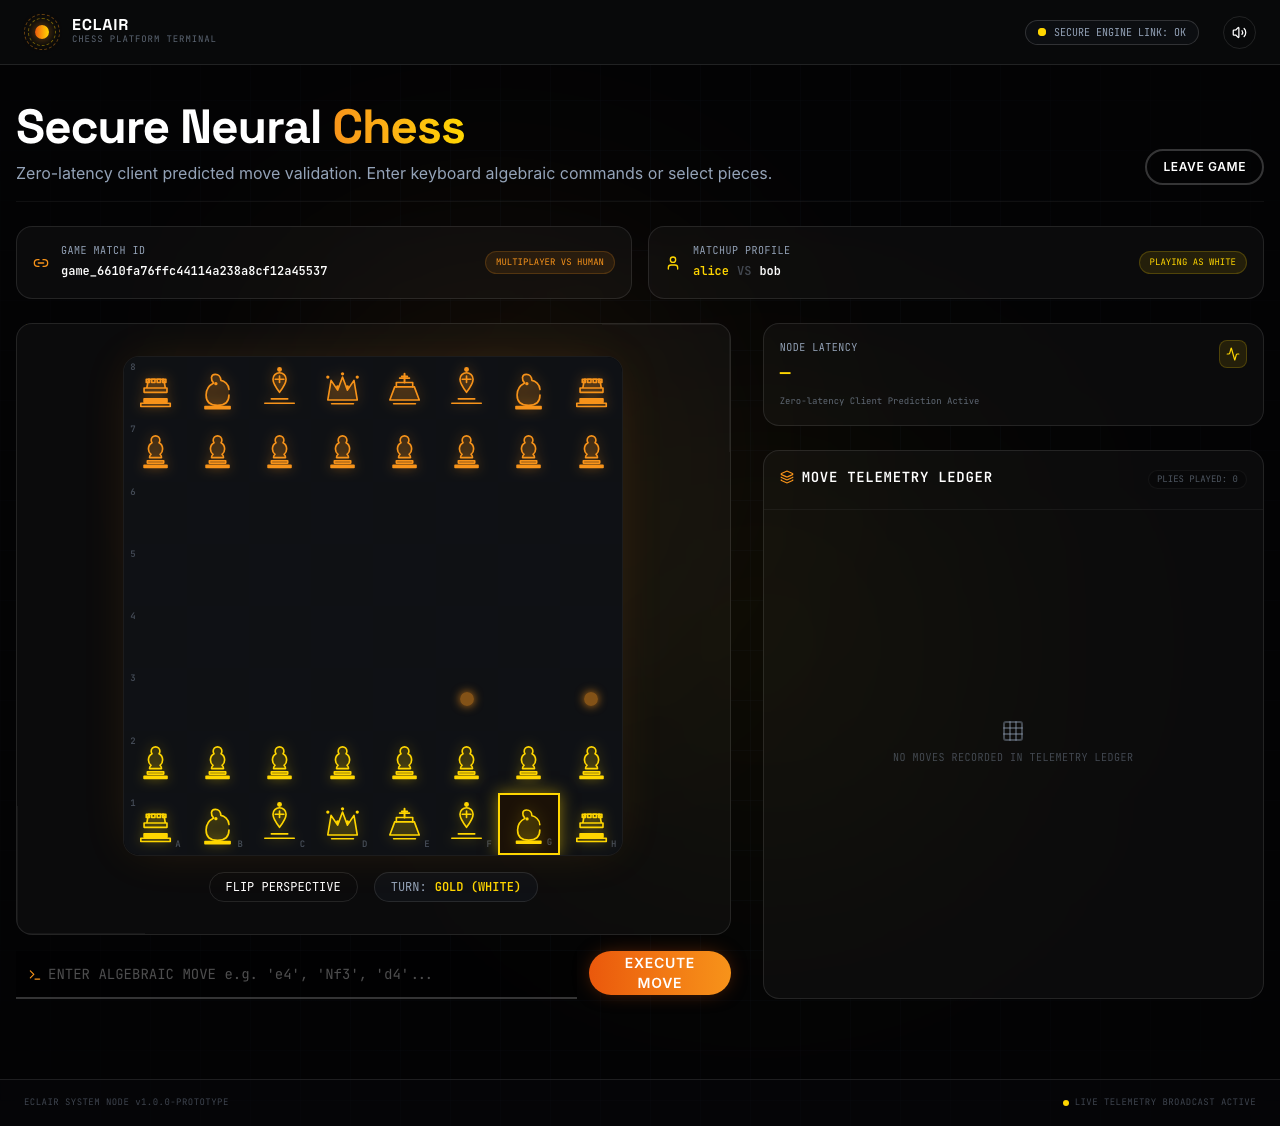 ECLAIR
CHESS PLATFORM TERMINAL
SECURE ENGINE LINK: OK
Secure Neural Chess
Zero-latency client predicted move validation. Enter keyboard algebraic commands or select pieces.
LEAVE GAME
GAME MATCH ID
game_6610fa76ffc44114a238a8cf12a45537
MULTIPLAYER VS HUMAN
MATCHUP PROFILE
alice VS bob
PLAYING AS WHITE
8
7
6
5
4
3
2
1
A B C D E F G H
FLIP PERSPECTIVE
TURN: GOLD (WHITE)
ENTER ALGEBRAIC MOVE e.g. 'e4', 'Nf3', 'd4'...
EXECUTE
MOVE
NODE LATENCY
—
Zero-latency Client Prediction Active
MOVE TELEMETRY LEDGER
PLIES PLAYED: 0
NO MOVES RECORDED IN TELEMETRY LEDGER
ECLAIR SYSTEM NODE v1.0.0-PROTOTYPE
LIVE TELEMETRY BROADCAST ACTIVE